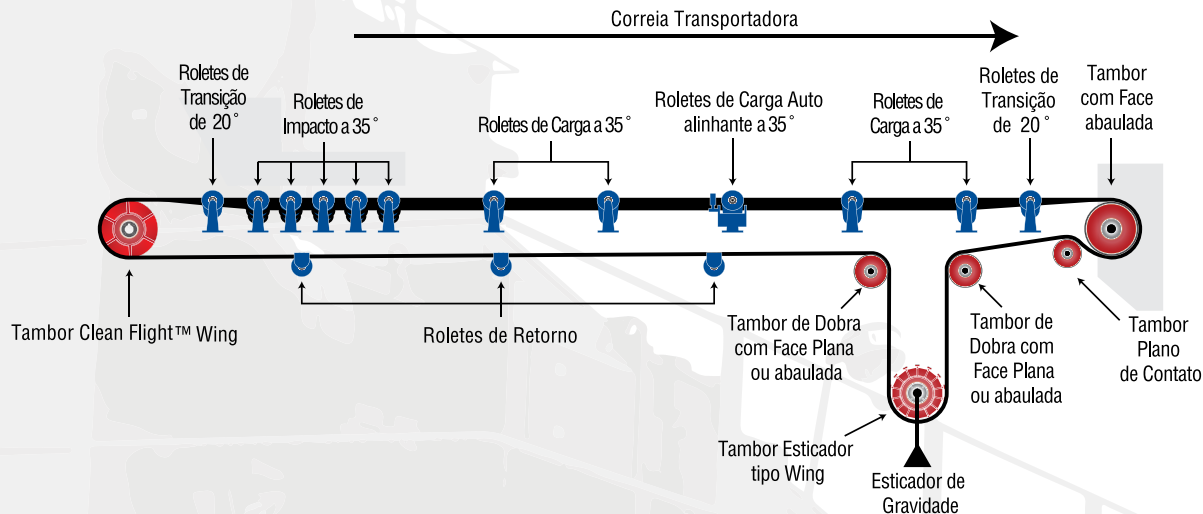 Correia Transportadora
Roletes de
Transição
de 20°
Roletes de
Impacto a 35°
Roletes de Carga a 35°
Roletes de Carga Auto
alinhante a 35°
Roletes de
Carga a 35°
Roletes de
Transição
de 20°
Tambor
com Face
abaulada
Tambor Clean Flight™ Wing
Roletes de Retorno
Tambor de Dobra
com Face Plana
ou abaulada
Tambor de
Dobra com
Face Plana
ou abaulada
Tambor
Plano
de Contato
Tambor Esticador
tipo Wing
Esticador de
Gravidade